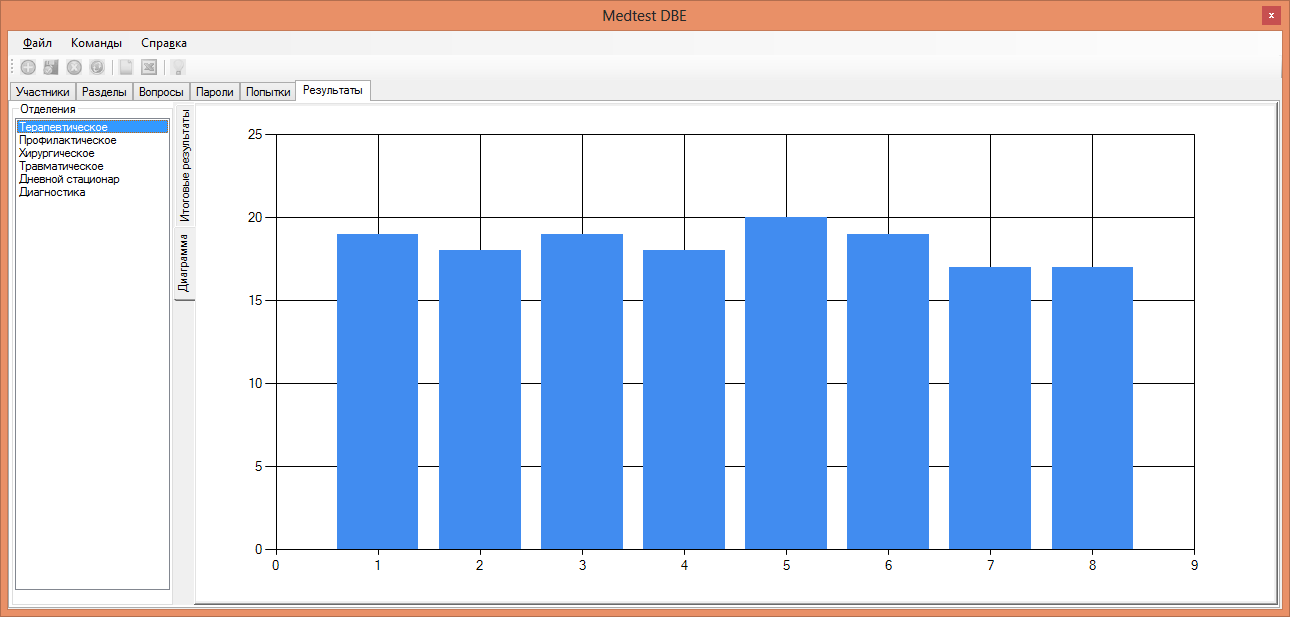 Medtest DBE
x
Файл Команды Справка
Участники Разделы Вопросы Пароли Попытки Результаты
Отделения
Терапевтическое
Профилактическое
Хирургическое
Травматическое
Дневной стационар
Диагностика
Итоговые результаты
Диаграмма
25
20
15
10
5
0
0 1 2 3 4 5 6 7 8 9